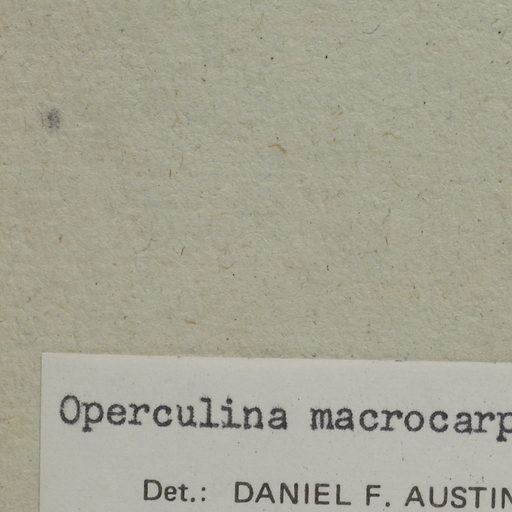 Operculina macrocarp
Det.: DANIEL F. AUSTIN